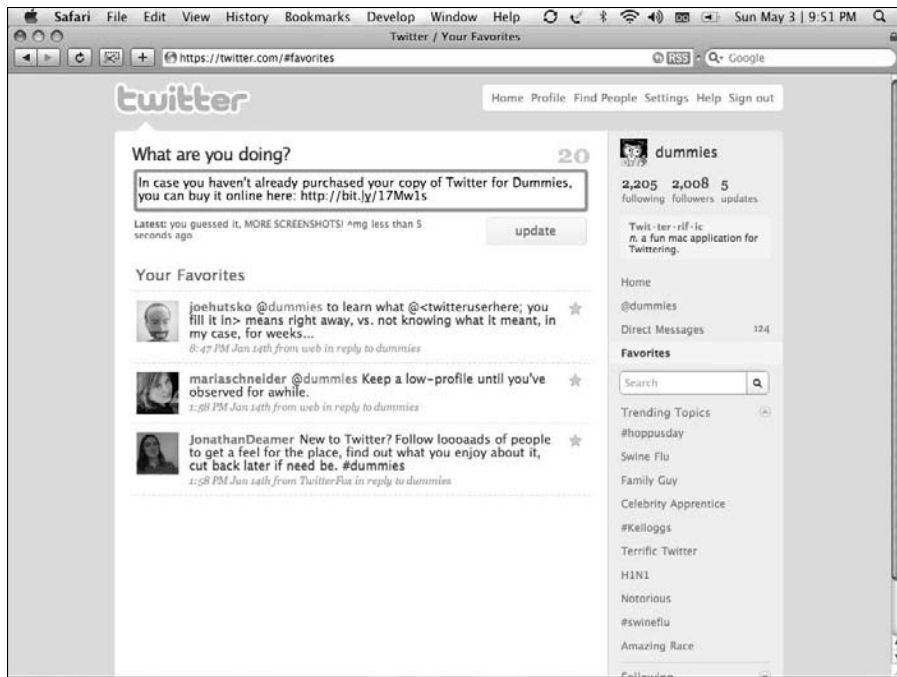 Safari File Edit View History Bookmarks Develop Window Help Sun May 3 | 9:51 PM
Twitter / Your Favorites
https://twitter.com/#favorites RSS Google
twitter
Home Profile Find People Settings Help Sign out
What are you doing? 20
In case you haven't already purchased your copy of Twitter for Dummies,
you can buy it online here: http://bit.ly/17Mw1s
Latest: you guessed it, MORE SCREENSHOTS! ^mg less than 5
seconds ago
update
Your Favorites
joehutsko @dummies to learn what @<twitteruserhere; you
fill it in> means right away, vs. not knowing what it meant, in
my case, for weeks...
8:47 PM Jan 14th from web in reply to dummies
mariaschneider @dummies Keep a low-profile until you've
observed for awhile.
1:58 PM Jan 14th from web in reply to dummies
JonathanDeamer New to Twitter? Follow loooaads of people
to get a feel for the place, find out what you enjoy about it,
cut back later if need be. #dummies
1:58 PM Jan 14th from TwitterFox in reply to dummies
dummies
2,205 2,008 5
following followers updates
Twit·ter·rif·ic
n. a fun mac application for
Twittering.
Home
@dummies
Direct Messages 124
Favorites
Search
Trending Topics
#hoppusday
Swine Flu
Family Guy
Celebrity Apprentice
#Kelloggs
Terrific Twitter
H1N1
Notorious
#swineflu
Amazing Race
Following